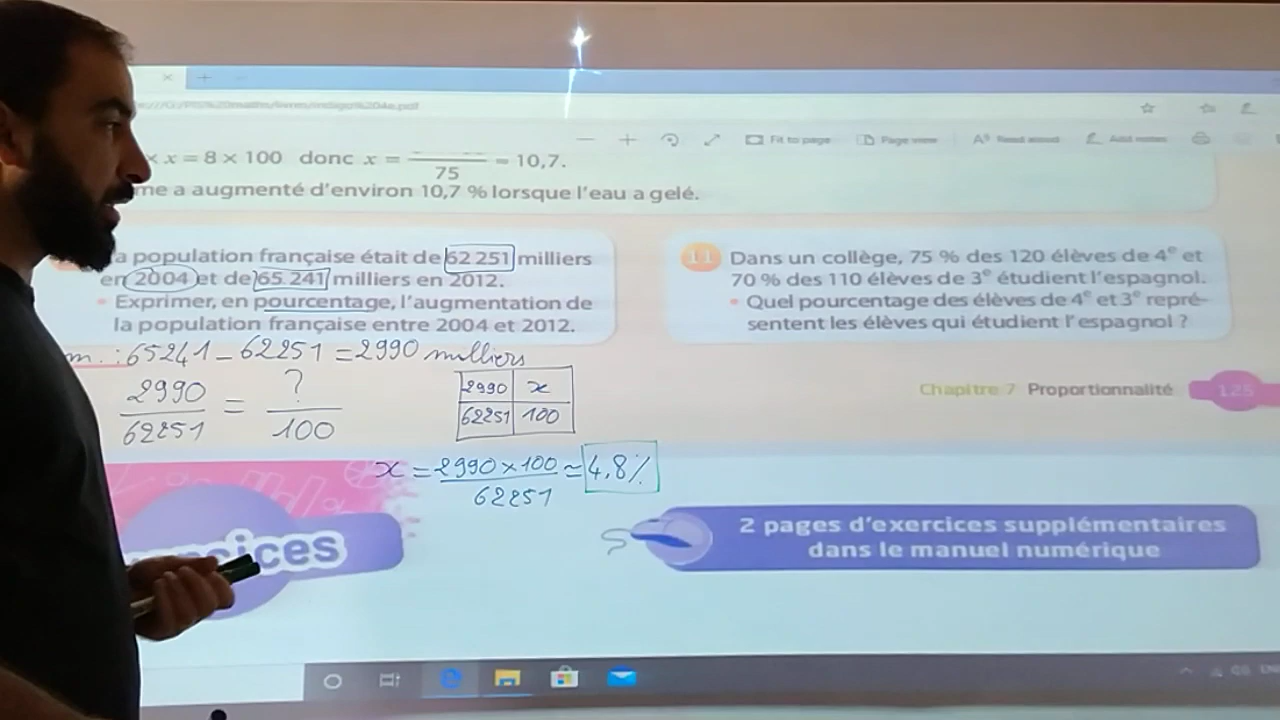 x = 8 × 100 donc x = ――― ≈ 10,7.
75
me a augmenté d'environ 10,7 % lorsque l'eau a gelé.
a population française était de 62 251 milliers
en 2004 et de 65 241 milliers en 2012.
• Exprimer, en pourcentage, l'augmentation de
la population française entre 2004 et 2012.
m. : 65241 – 62251 = 2990 milliers
2990 ?
――― = ―――
62251 100
2990 x
62251 100
x = 2990 × 100 ≈ 4,8%
62251
11 Dans un collège, 75 % des 120 élèves de 4e et
70 % des 110 élèves de 3e étudient l'espagnol.
• Quel pourcentage des élèves de 4e et 3e repré-
sentent les élèves qui étudient l'espagnol ?
Chapitre 7 Proportionnalité 125
ices
2 pages d'exercices supplémentaires
dans le manuel numérique
Fit to page Page view Read aloud Add notes